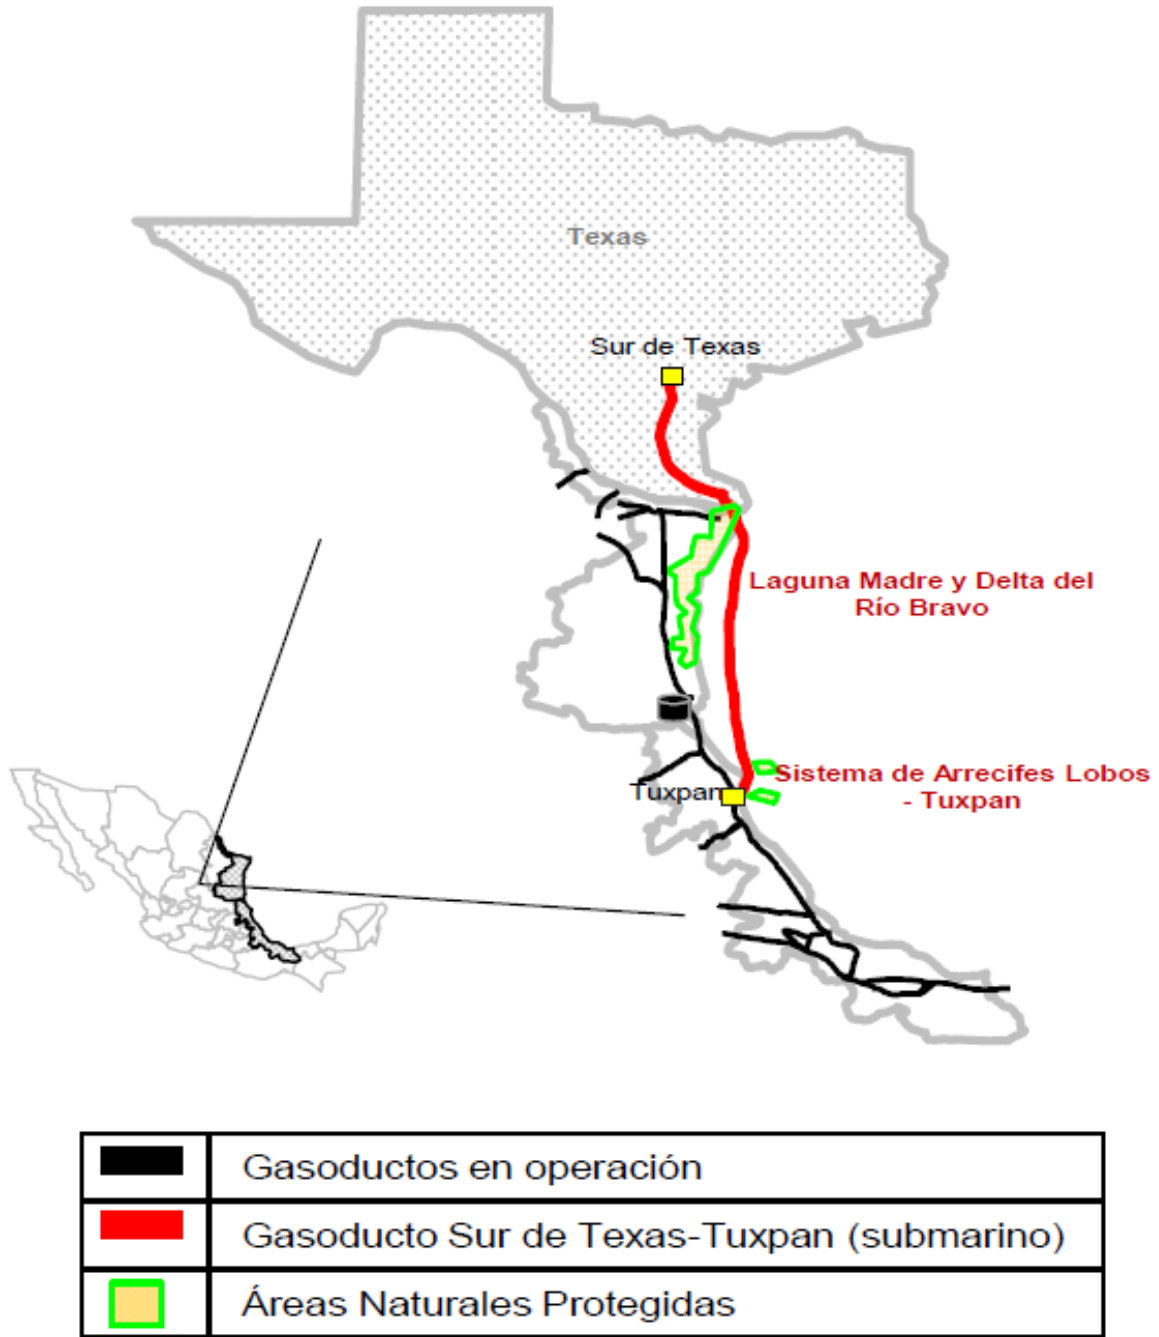 Texas
Sur de Texas
Laguna Madre y Delta del
Río Bravo
Sistema de Arrecifes Lobos
- Tuxpan
Tuxpan
Gasoductos en operación
Gasoducto Sur de Texas-Tuxpan (submarino)
Áreas Naturales Protegidas